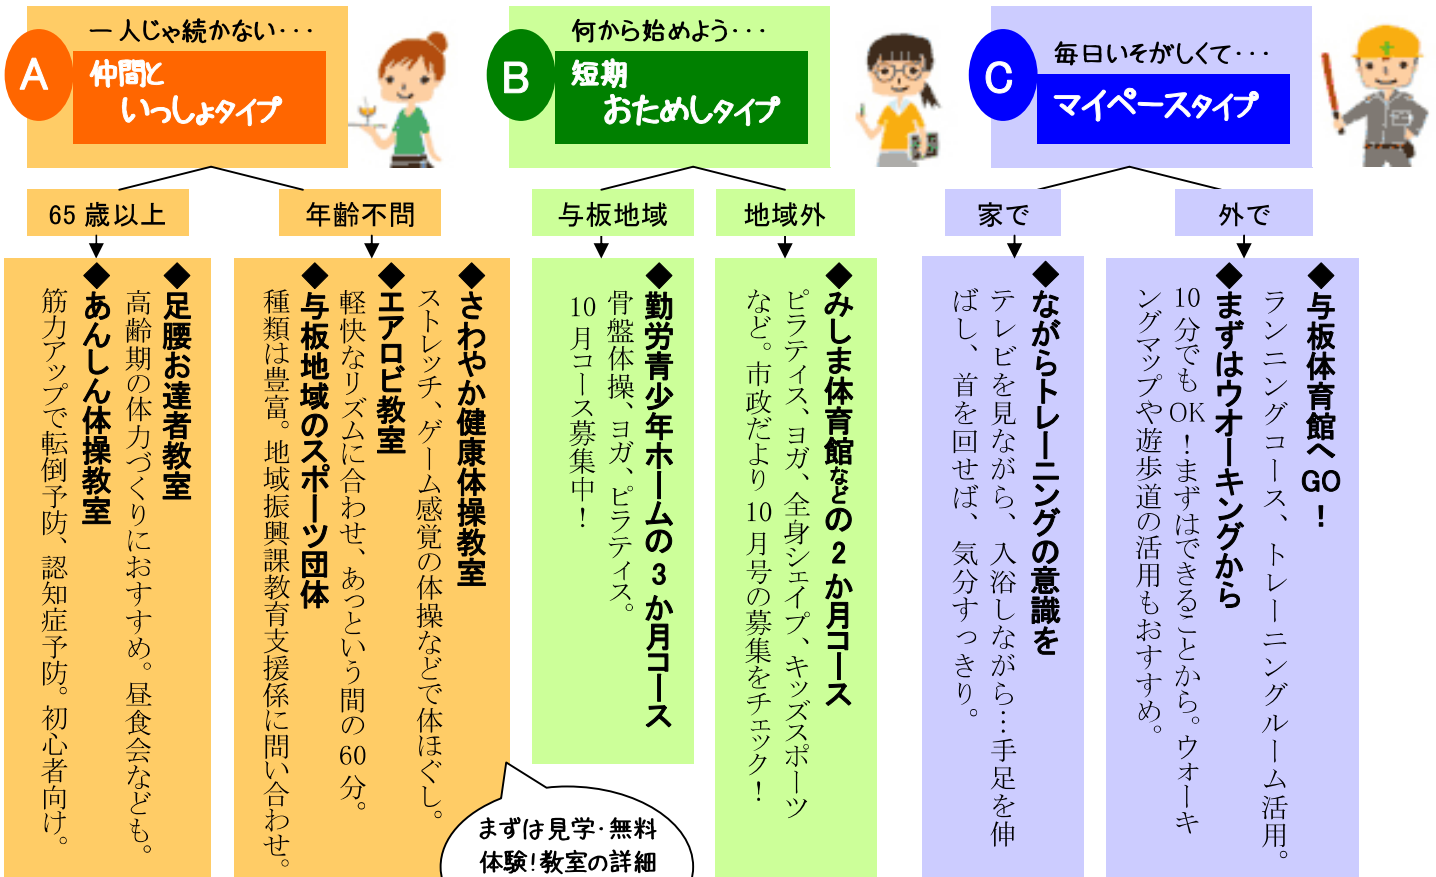 A
一人じゃ続かない・・・
仲間と
いっしょタイプ
65歳以上
◆足腰お達者教室
高齢期の体力づくりにおすすめ。昼食会なども。
◆あんしん体操教室
筋力アップで転倒予防、認知症予防。初心者向け。
年齢不問
◆さわやか健康体操教室
ストレッチ、ゲーム感覚の体操などで体ほぐし。
◆エアロビ教室
軽快なリズムに合わせ、あっという間の60分。
◆与板地域のスポーツ団体
種類は豊富。地域振興課教育支援係に問い合わせ。
まずは見学・無料
体験！教室の詳細
B
何から始めよう・・・
短期
おためしタイプ
与板地域
◆勤労青少年ホームの3か月コース
骨盤体操、ヨガ、ピラティス。
10月コース募集中！
地域外
◆みしま体育館などの2か月コース
ピラティス、ヨガ、全身シェイプ、キッズスポーツ
など。市政だより10月号の募集をチェック！
C
毎日いそがしくて・・・
マイペースタイプ
家で
◆ながらトレーニングの意識を
テレビを見ながら、入浴しながら…手足を伸
ばし、首を回せば、気分すっきり。
外で
◆与板体育館へGO！
ランニングコース、トレーニングルーム活用。
◆まずはウオーキングから
10分でもOK！まずはできることから。ウォーキ
ングマップや遊歩道の活用もおすすめ。